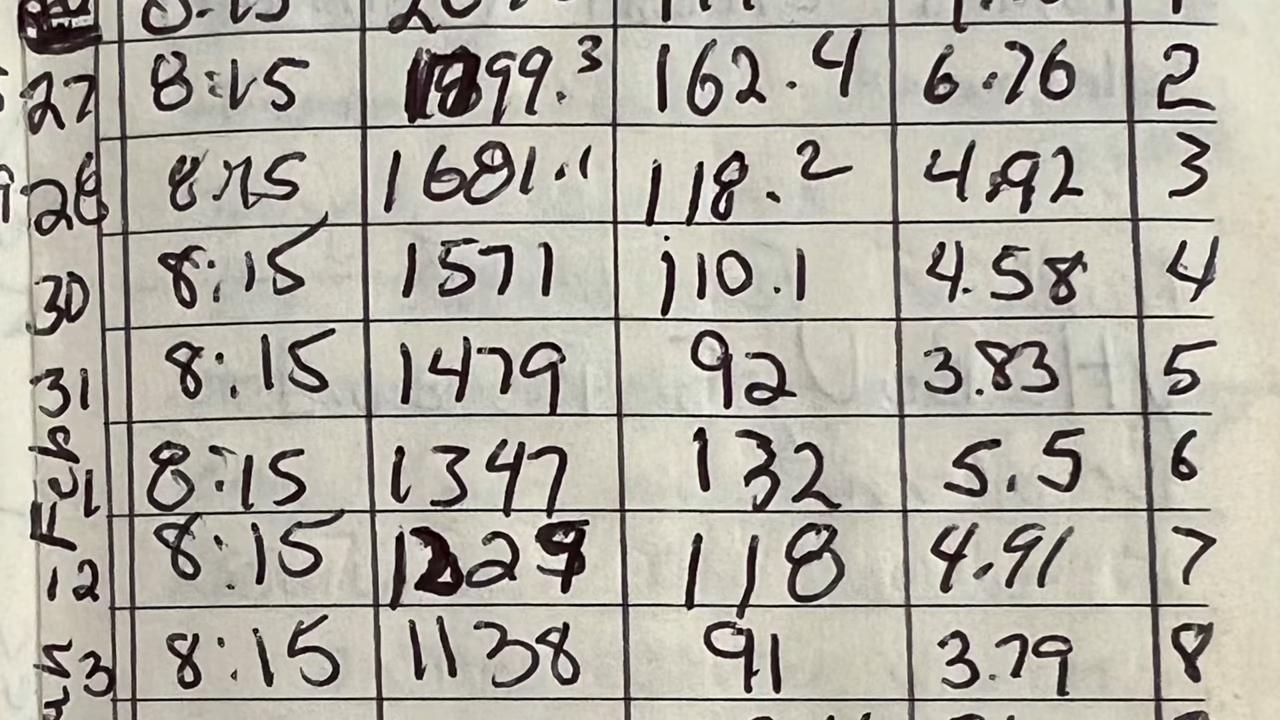 27 8:15 1899.3 162.4 6.76 2
28 8:15 1681.1 118.2 4.92 3
30 8:15 1571 110.1 4.58 4
31 8:15 1479 92 3.83 5
Feb 1 8:15 1347 132 5.5 6
2 8:15 1229 118 4.91 7
3 8:15 1138 91 3.79 8